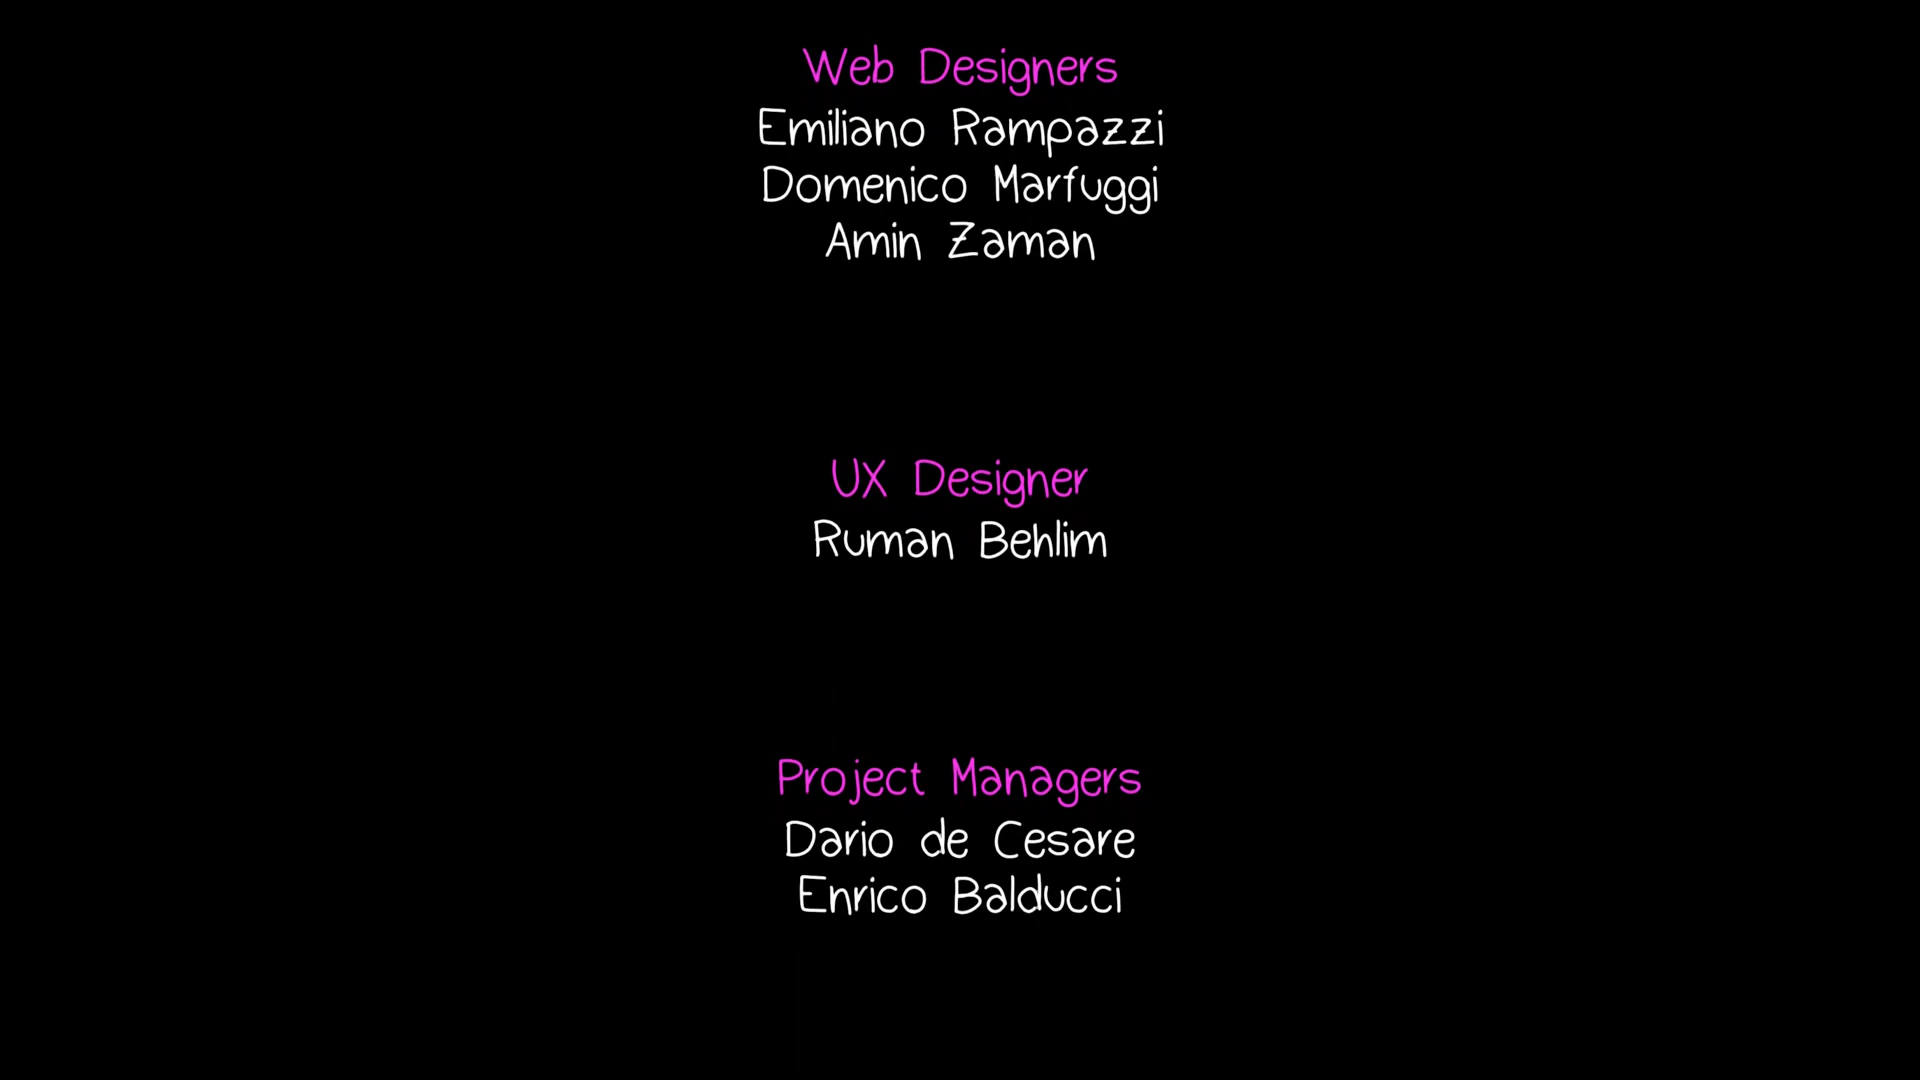 Web Designers
Emiliano Rampazzi
Domenico Marfuggi
Amin Zaman
UX Designer
Ruman Behlim
Project Managers
Dario de Cesare
Enrico Balducci